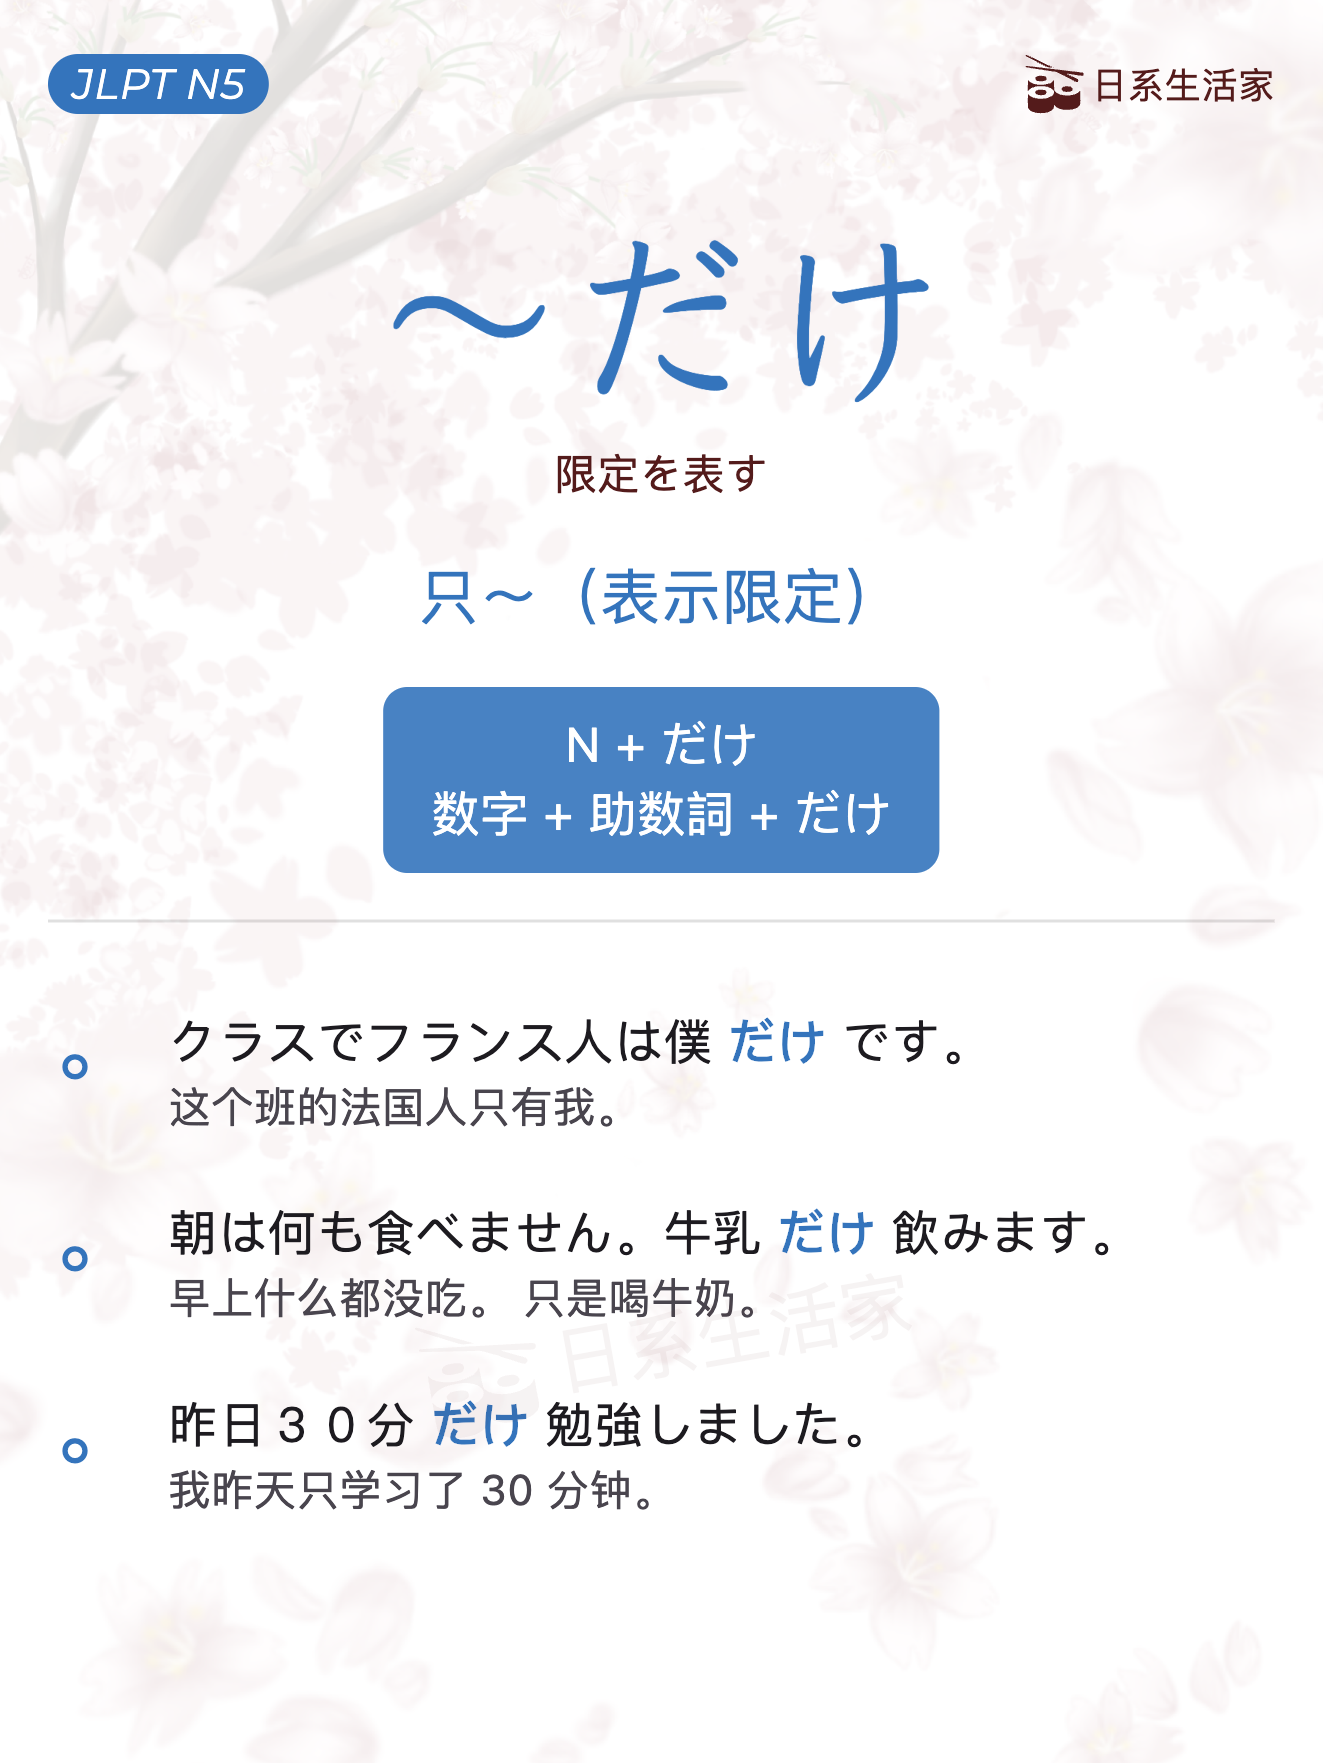 JLPT N5
日系生活家
～だけ
限定を表す
只～（表示限定）
N + だけ
数字 + 助数詞 + だけ
クラスでフランス人は僕 だけ です。
这个班的法国人只有我。
朝は何も食べません。牛乳 だけ 飲みます。
早上什么都没吃。 只是喝牛奶。
日系生活家
昨日３０分 だけ 勉強しました。
我昨天只学习了 30 分钟。